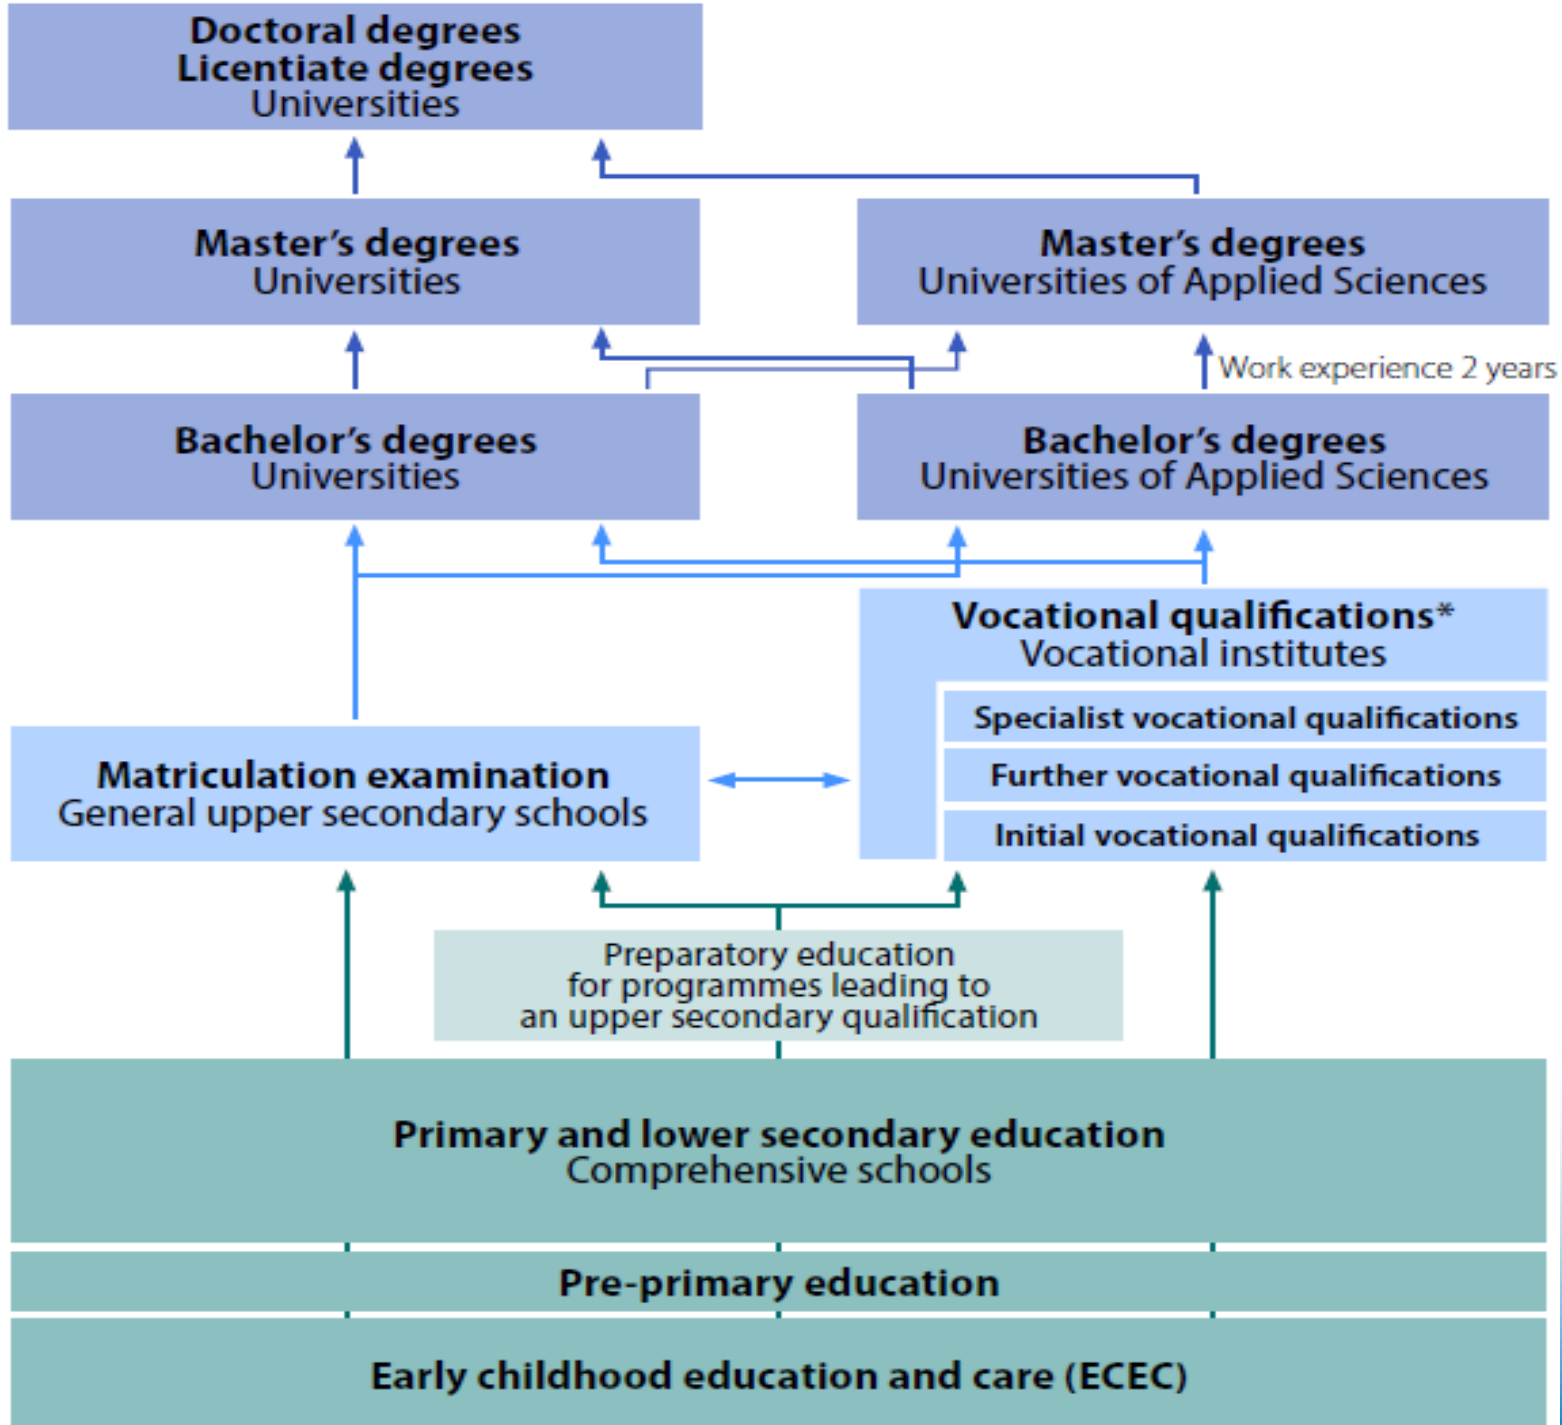 Doctoral degrees
Licentiate degrees
Universities
Master’s degrees
Universities
Master’s degrees
Universities of Applied Sciences
Work experience 2 years
Bachelor’s degrees
Universities
Bachelor’s degrees
Universities of Applied Sciences
Vocational qualifications*
Vocational institutes
Specialist vocational qualifications
Further vocational qualifications
Initial vocational qualifications
Matriculation examination
General upper secondary schools
Preparatory education
for programmes leading to
an upper secondary qualification
Primary and lower secondary education
Comprehensive schools
Pre-primary education
Early childhood education and care (ECEC)